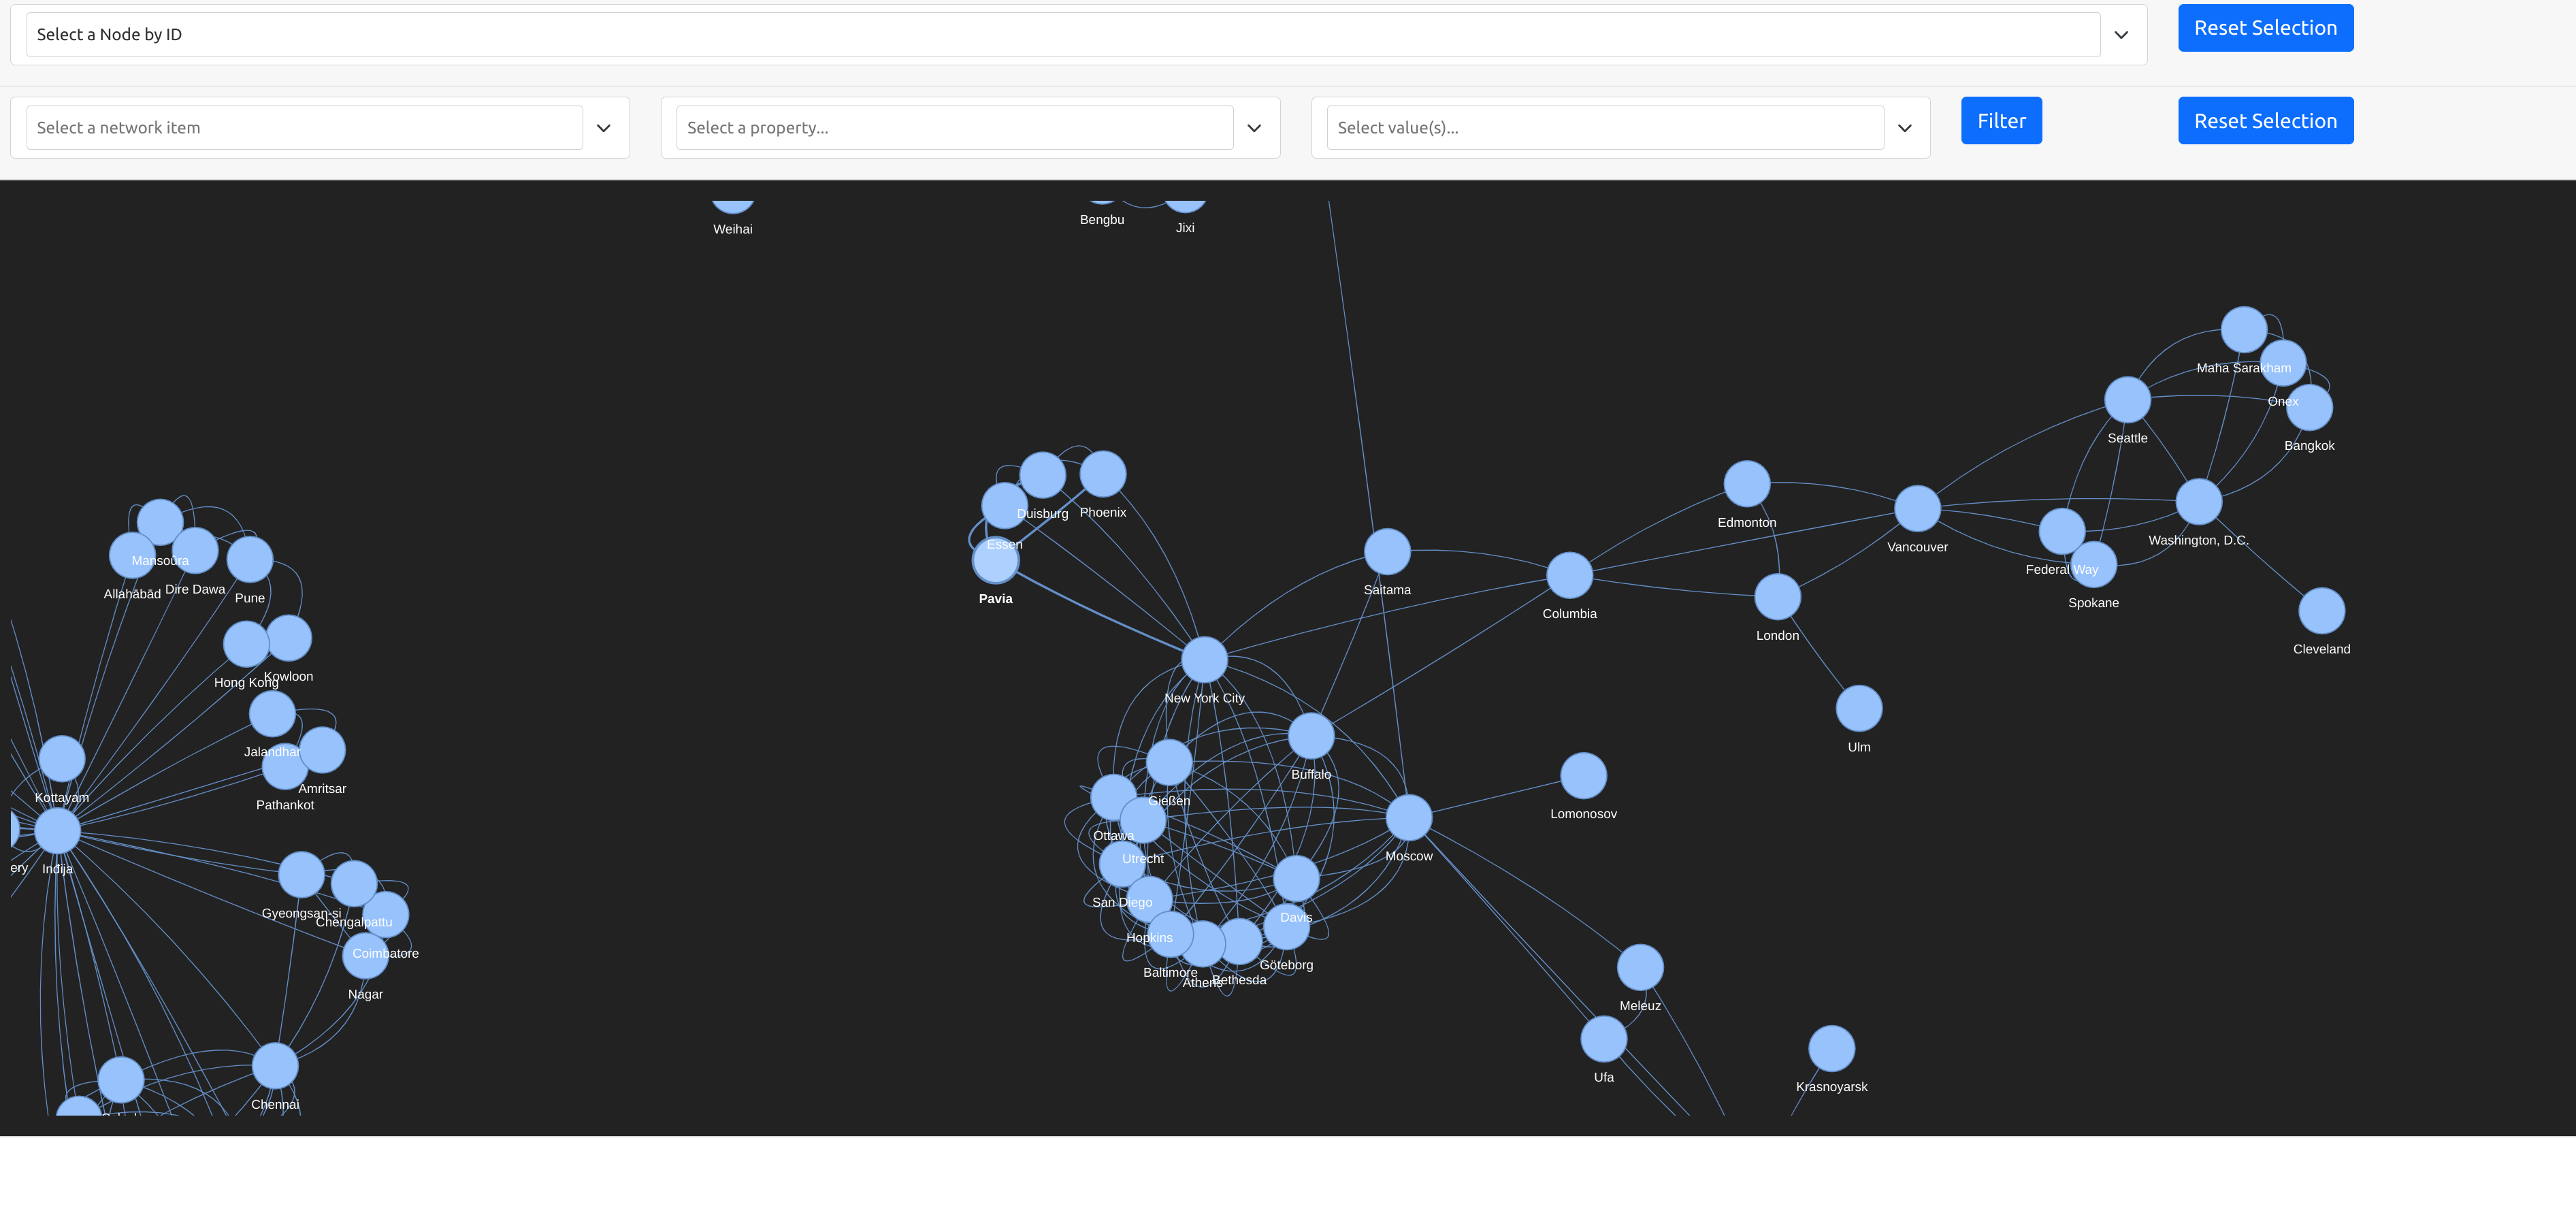 Select a Node by ID
Reset Selection
Select a network item
Select a property...
Select value(s)...
Filter
Reset Selection
Weihai
Bengbu
Jixi
Maha Sarakham
Onex
Seattle
Bangkok
Duisburg
Phoenix
Edmonton
Essen
Vancouver
Washington, D.C.
Mansoûra
Federal Way
Allahābād
Dire Dawa
Pune
Pavia
Saitama
Spokane
Columbia
London
Cleveland
Hong Kong
Kowloon
New York City
Jalandhar
Ulm
Buffalo
Amritsar
Kottayam
Pathankot
Gießen
Lomonosov
Ottawa
Utrecht
Moscow
ery
Inđija
San Diego
Gyeongsan-si
Chengalpattu
Davis
Hopkins
Coimbatore
Göteborg
Baltimore
Athens
Bethesda
Nagar
Meleuz
Ufa
Krasnoyarsk
Chennai